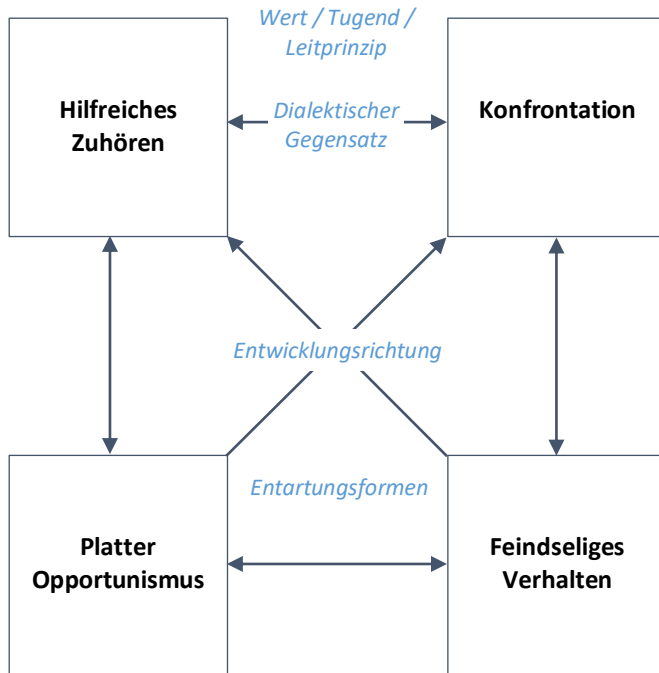 Wert / Tugend /
Leitprinzip
Hilfreiches
Zuhören
Dialektischer
Gegensatz
Konfrontation
Entwicklungsrichtung
Entartungsformen
Platter
Opportunismus
Feindseliges
Verhalten